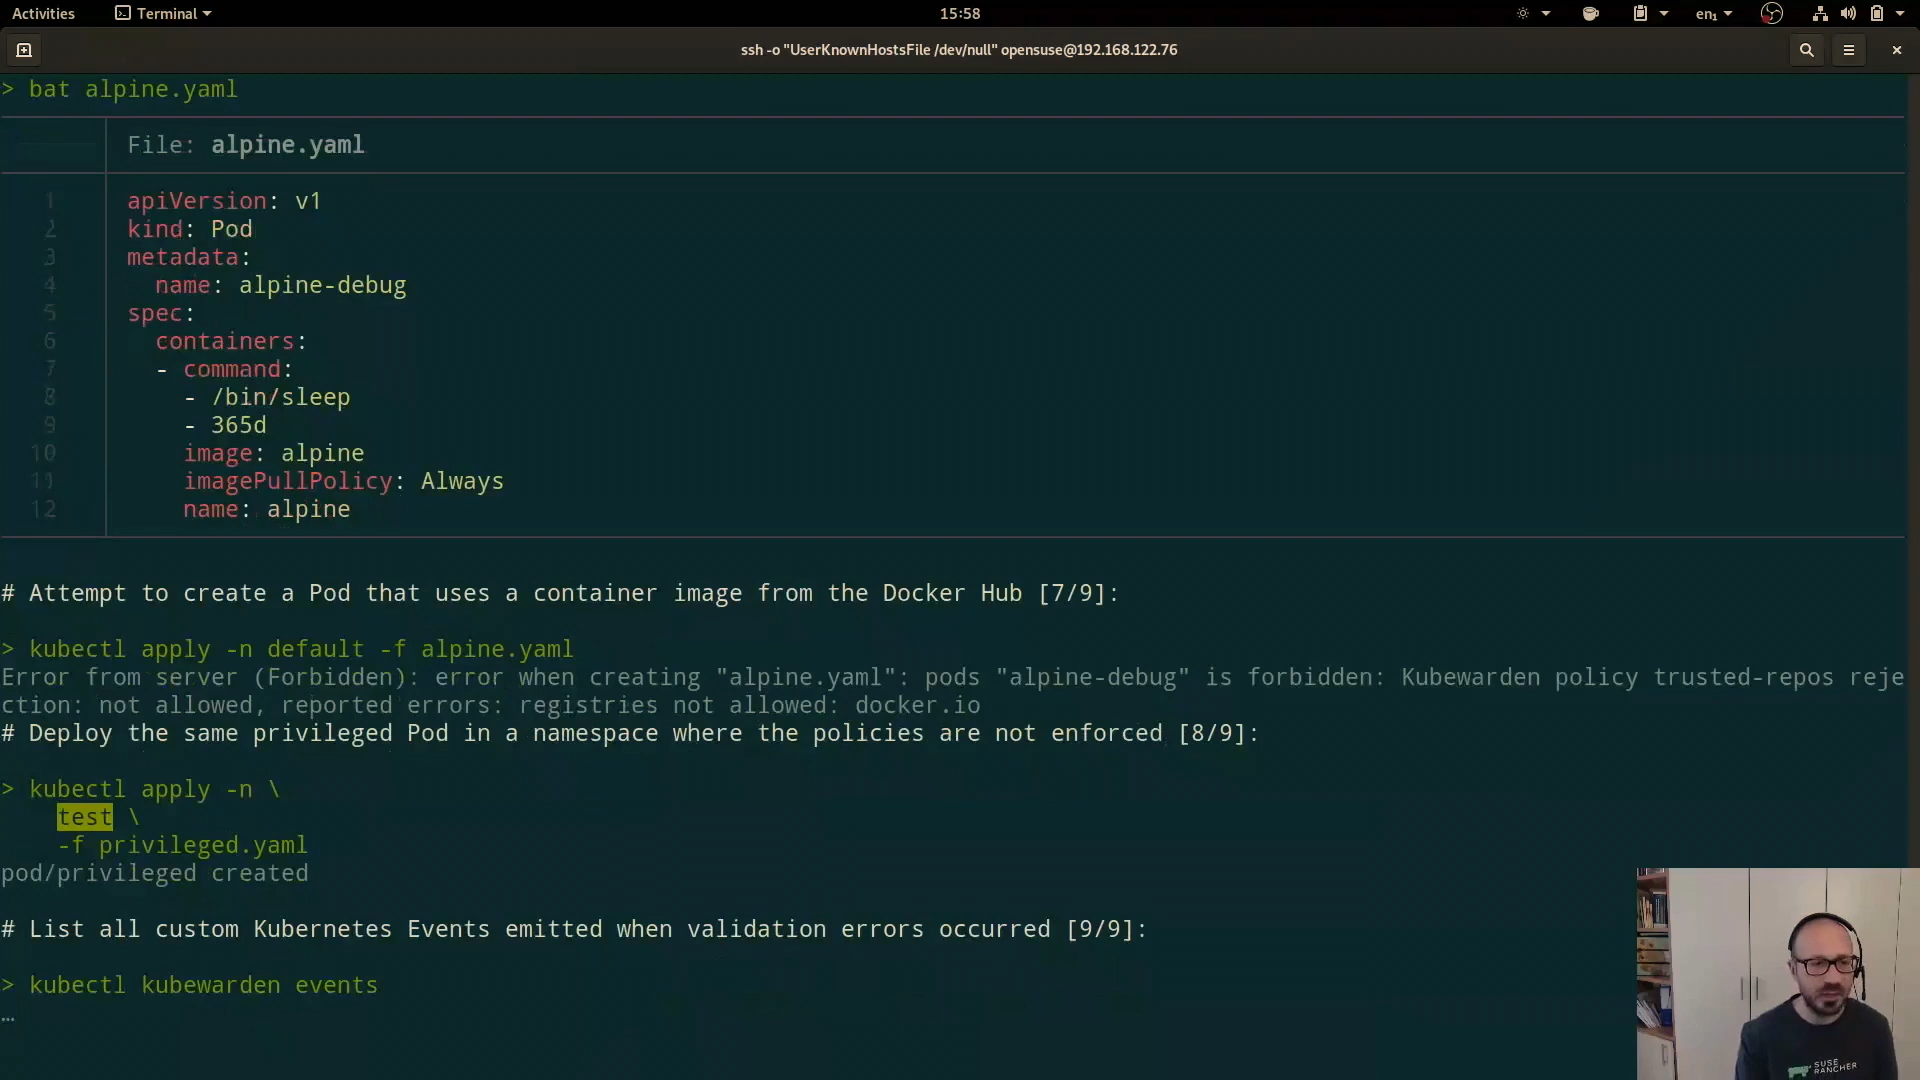 Activities Terminal 15:58 en₁
ssh -o "UserKnownHostsFile /dev/null" opensuse@192.168.122.76
> bat alpine.yaml
File: alpine.yaml
1 apiVersion: v1
2 kind: Pod
3 metadata:
4 name: alpine-debug
5 spec:
6 containers:
7 - command:
8 - /bin/sleep
9 - 365d
10 image: alpine
11 imagePullPolicy: Always
12 name: alpine
# Attempt to create a Pod that uses a container image from the Docker Hub [7/9]:
> kubectl apply -n default -f alpine.yaml
Error from server (Forbidden): error when creating "alpine.yaml": pods "alpine-debug" is forbidden: Kubewarden policy trusted-repos reje
ction: not allowed, reported errors: registries not allowed: docker.io
# Deploy the same privileged Pod in a namespace where the policies are not enforced [8/9]:
> kubectl apply -n \
test \
-f privileged.yaml
pod/privileged created
# List all custom Kubernetes Events emitted when validation errors occurred [9/9]:
> kubectl kubewarden events
…
SUSE
RANCHER